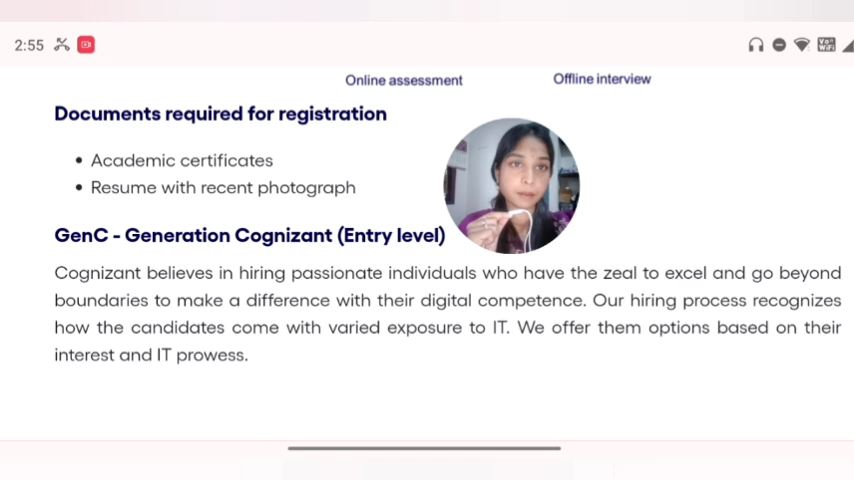 2:55
Vo
WiFi
Online assessment
Offline interview
Documents required for registration
• Academic certificates
• Resume with recent photograph
GenC - Generation Cognizant (Entry level)
Cognizant believes in hiring passionate individuals who have the zeal to excel and go beyond
boundaries to make a difference with their digital competence. Our hiring process recognizes
how the candidates come with varied exposure to IT. We offer them options based on their
interest and IT prowess.